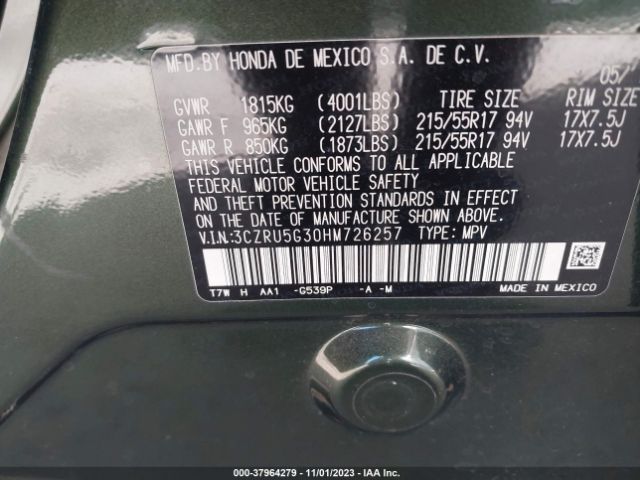 MFD.BY HONDA DE MEXICO S.A. DE C.V.
05/
GVWR 1815KG (4001LBS) TIRE SIZE RIM SIZE
GAWR F 965KG (2127LBS) 215/55R17 94V 17X7.5J
GAWR R 850KG (1873LBS) 215/55R17 94V 17X7.5J
THIS VEHICLE CONFORMS TO ALL APPLICABLE
FEDERAL MOTOR VEHICLE SAFETY
AND THEFT PREVENTION STANDARDS IN EFFECT
ON THE DATE OF MANUFACTURE SHOWN ABOVE.
V.I.N:3CZRU5G30HM726257 TYPE: MPV
T7W H AA1 -G539P -A -M
MADE IN MEXICO
000-37964279 - 11/01/2023 - IAA Inc.